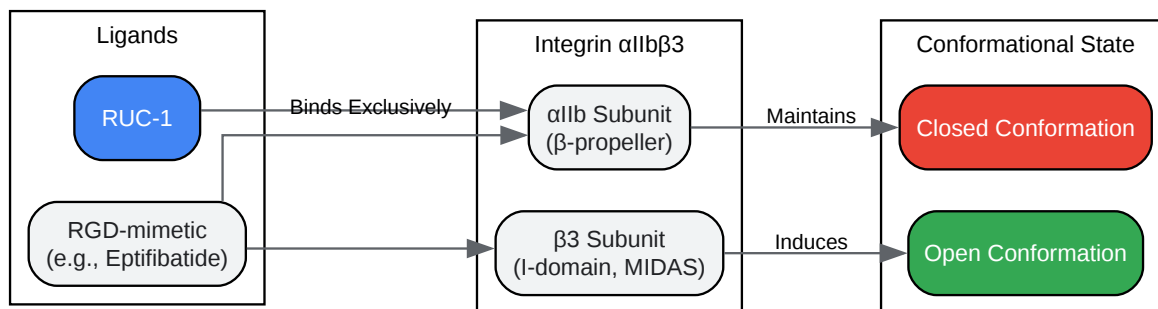 Ligands
RUC-1
RGD-mimetic
(e.g., Eptifibatide)
Binds Exclusively
Integrin αIIbβ3
αIIb Subunit
(β-propeller)
β3 Subunit
(I-domain, MIDAS)
Maintains
Induces
Conformational State
Closed Conformation
Open Conformation